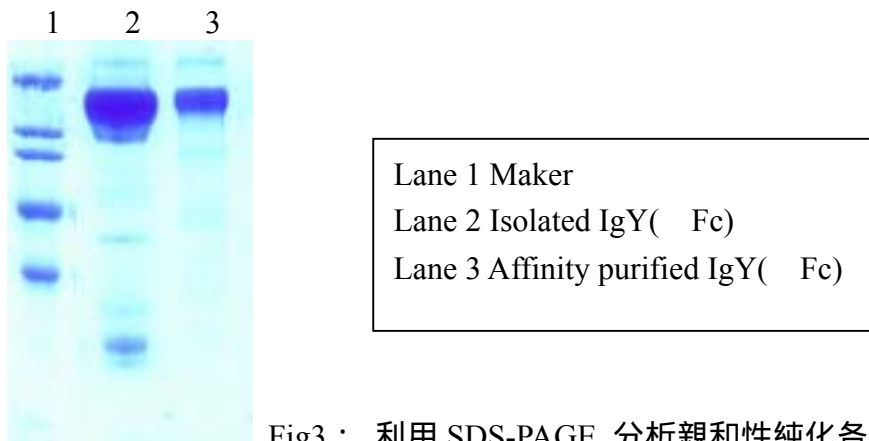 1 2 3
Lane 1 Maker
Lane 2 Isolated IgY( Fc)
Lane 3 Affinity purified IgY( Fc)
Fig3： 利用 SDS-PAGE 分析親和性純化各